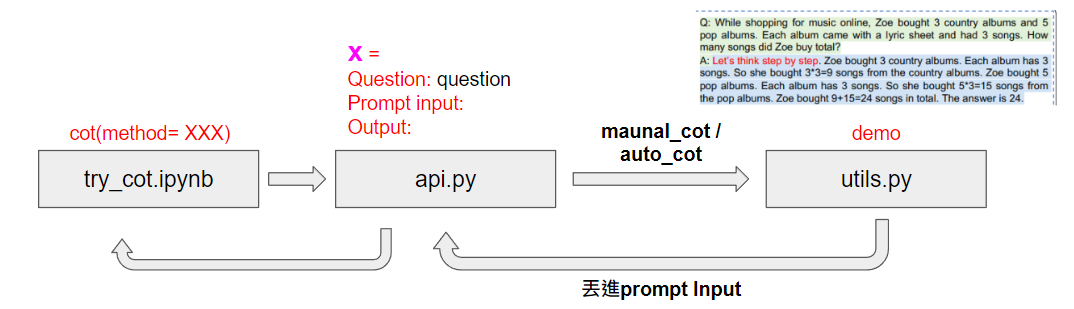 Q: While shopping for music online, Zoe bought 3 country albums and 5
pop albums. Each album came with a lyric sheet and had 3 songs. How
many songs did Zoe buy total?
A: Let's think step by step. Zoe bought 3 country albums. Each album has 3
songs. So she bought 3*3=9 songs from the country albums. Zoe bought 5
pop albums. Each album has 3 songs. So she bought 5*3=15 songs from
the pop albums. Zoe bought 9+15=24 songs in total. The answer is 24.
X =
Question: question
Prompt input:
Output:
cot(method= XXX)
maunal_cot /
auto_cot
demo
try_cot.ipynb
api.py
utils.py
丟進prompt Input